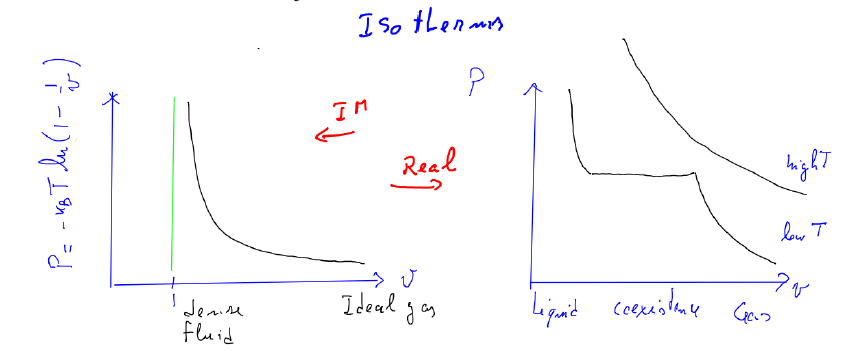 Isotherms
P = -k_B T ln(1 - 1/v)
IM
Real
v
1
dense
fluid
Ideal gas
P
high T
low T
v
Liquid coexistence Gas